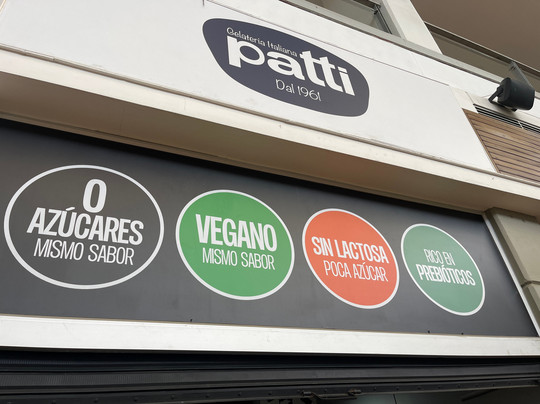 Gelateria Italiana
patti
Dal 1961
0
AZÚCARES
MISMO SABOR
VEGANO
MISMO SABOR
SIN LACTOSA
POCA AZÚCAR
RICO EN
PREBIÓTICOS